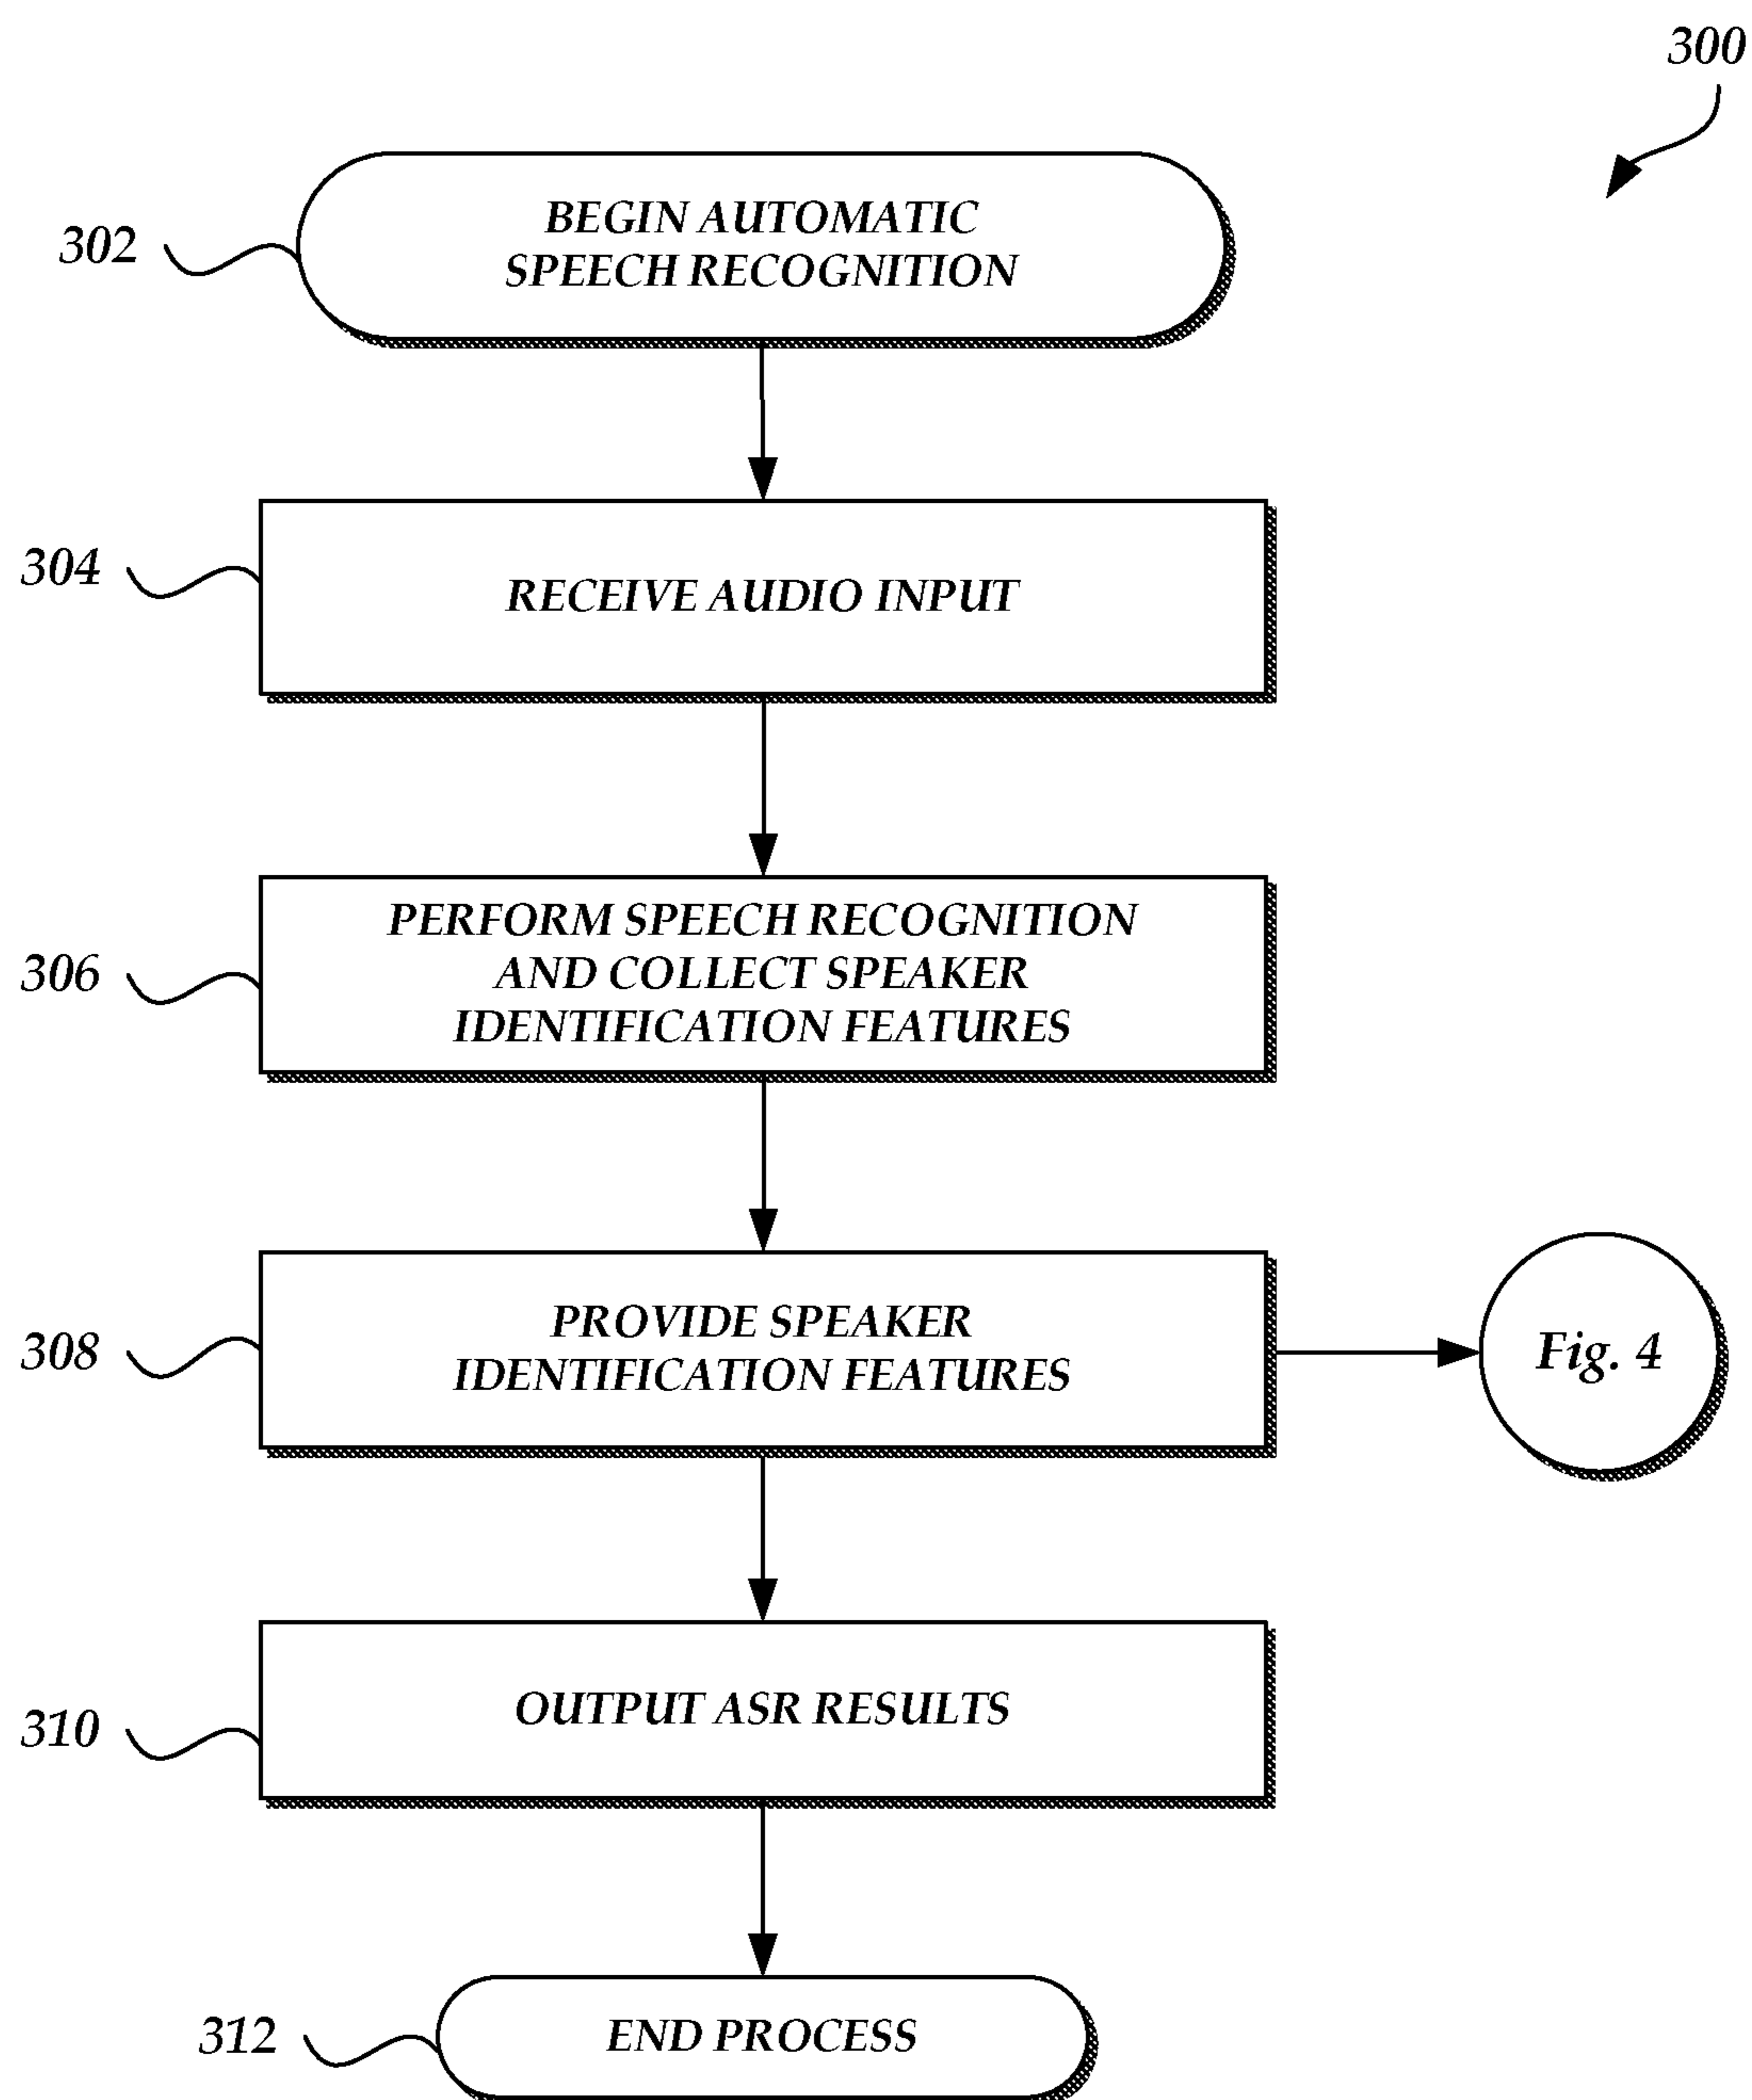 300
302
BEGIN AUTOMATIC
SPEECH RECOGNITION
304
RECEIVE AUDIO INPUT
306
PERFORM SPEECH RECOGNITION
AND COLLECT SPEAKER
IDENTIFICATION FEATURES
308
PROVIDE SPEAKER
IDENTIFICATION FEATURES
Fig. 4
310
OUTPUT ASR RESULTS
312
END PROCESS